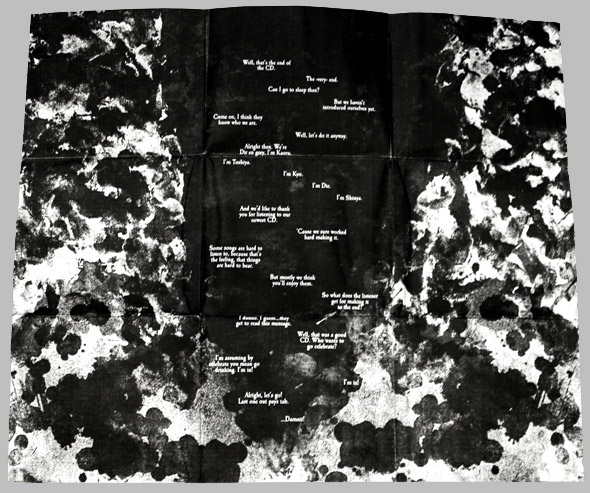 Well, that's the end of
the CD.
The -very- end.
Can I go to sleep then?
But we haven't
introduced ourselves yet.
Come on, I think they
know who we are.
Well, let's do it anyway.
Alright then. We're
Dir en grey, I'm Kaoru.
I'm Toshiya.
I'm Kyo.
I'm Die.
I'm Shinya.
And we'd like to thank
you for listening to our
newest CD.
'Cause we sure worked
hard making it.
Some songs are hard to
listen to, because that's
the feeling, that things
are hard to bear.
But mostly we think
you'll enjoy them.
So what does the listener
get for making it
to the end?
I dunno. I guess...they
get to read this message.
Well, that was a good
CD. Who wants to
go celebrate?
I'm assuming by
celebrate you mean go
drinking. I'm in!
I'm in!
Alright, let's go!
Last one out pays tab.
...Damnit!